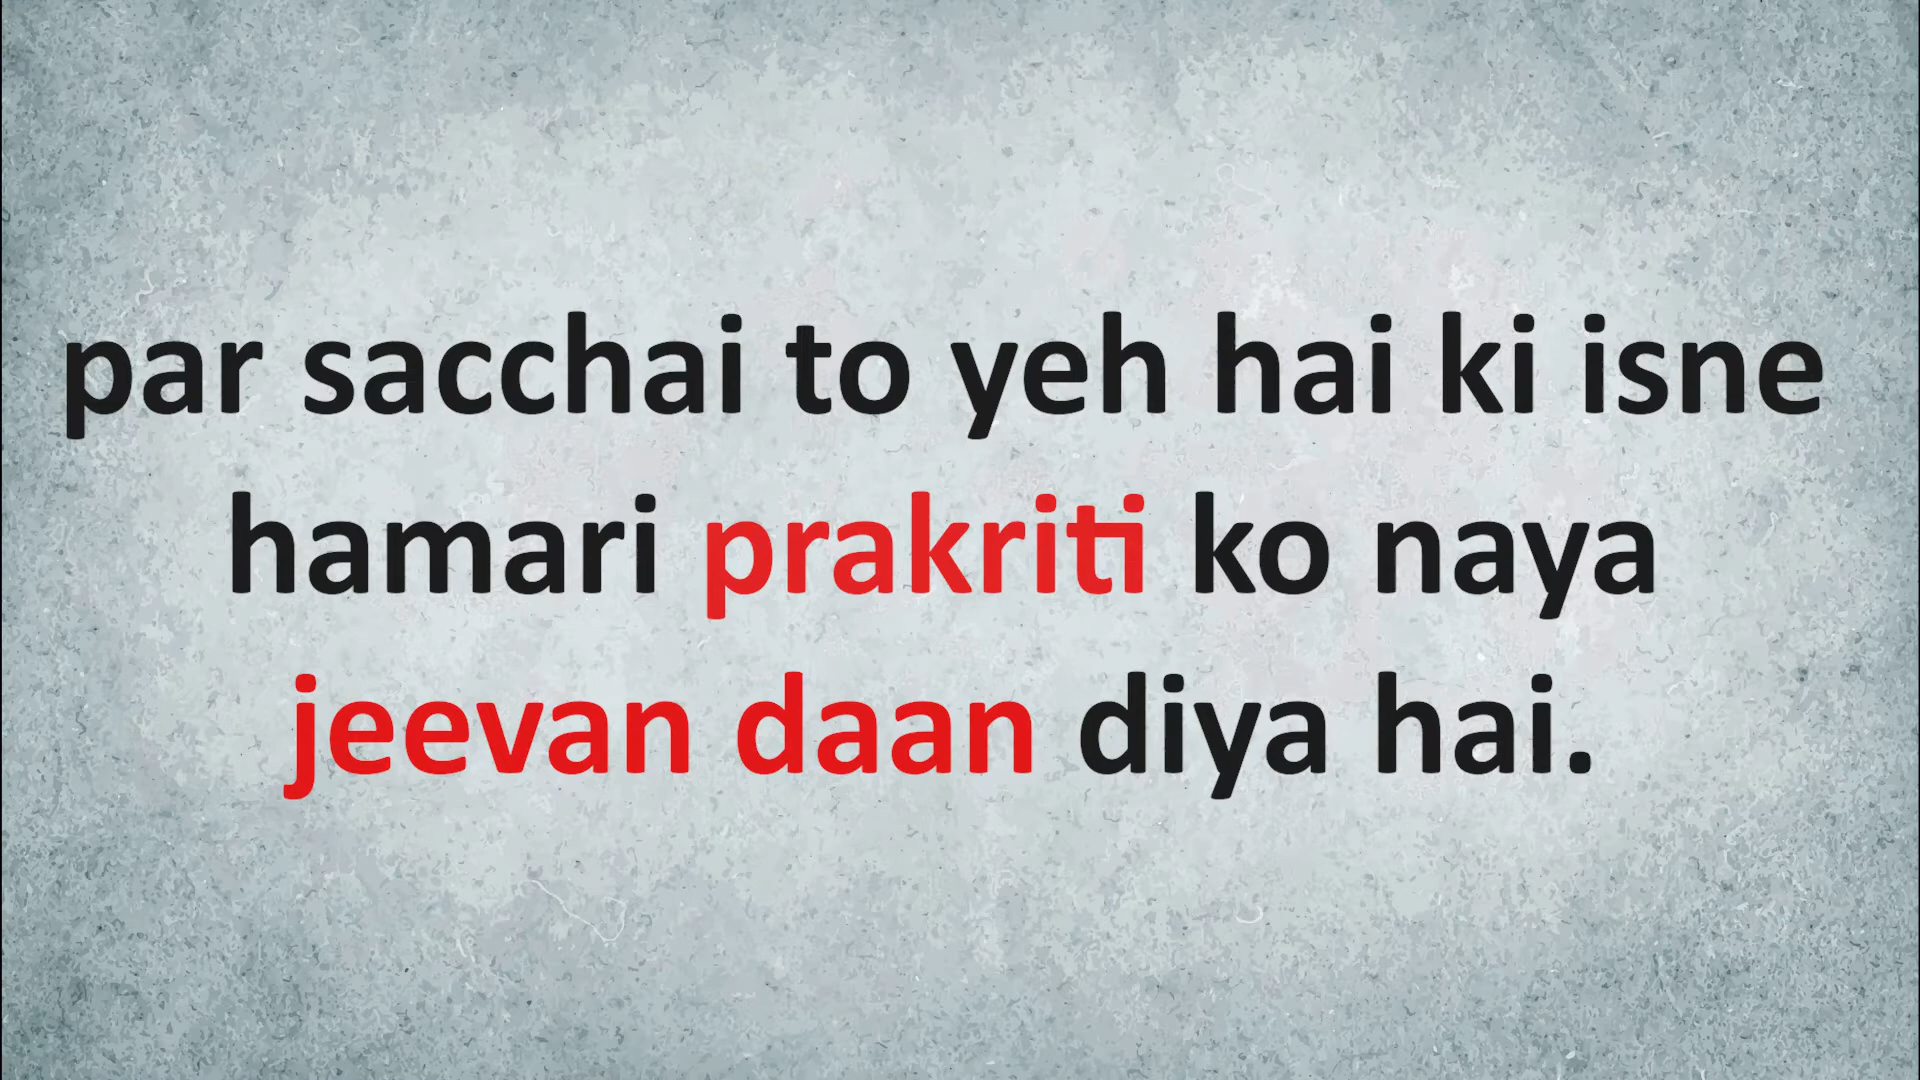 par sacchai to yeh hai ki isne
hamari prakriti ko naya
jeevan daan diya hai.